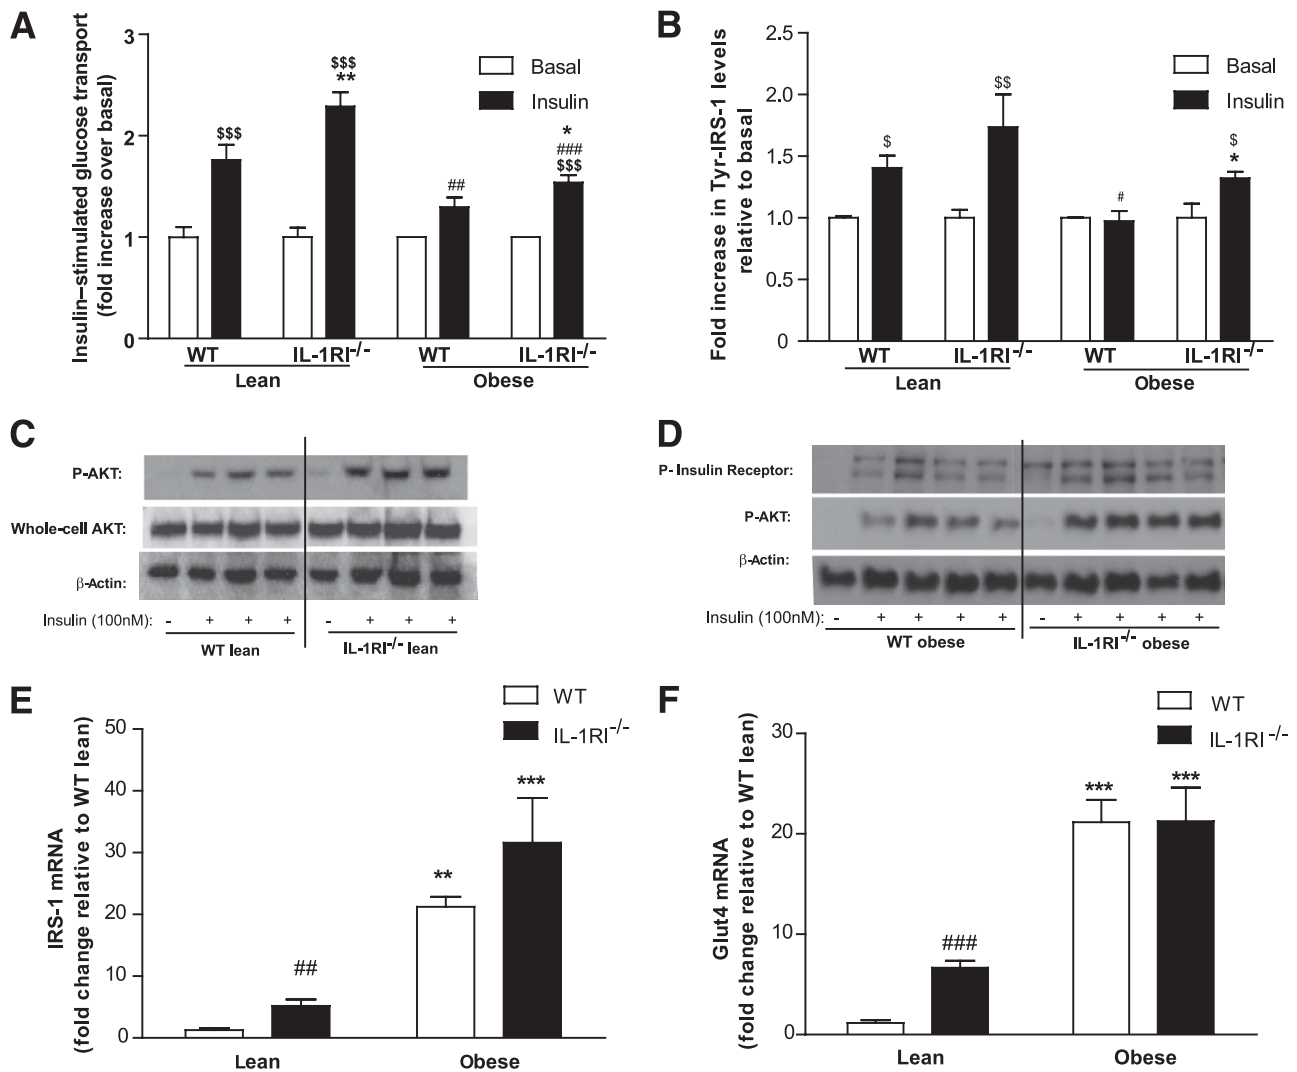 A
Insulin–stimulated glucose transport
(fold increase over basal)
3
2
1
0
Basal
Insulin
$$$
$$$
**
##
*
###
$$$
WT
IL-1RI-/-
WT
IL-1RI-/-
Lean
Obese
B
Fold increase in Tyr-IRS-1 levels
relative to basal
2.5
2.0
1.5
1.0
0.5
0
Basal
Insulin
$
$$
#
$
*
WT
IL-1RI-/-
WT
IL-1RI-/-
Lean
Obese
C
P-AKT:
Whole-cell AKT:
β-Actin:
Insulin (100nM): - + + + - + + +
WT lean
IL-1RI-/- lean
D
P- Insulin Receptor:
P-AKT:
β-Actin:
Insulin (100nM): - + + + + - + + + +
WT obese
IL-1RI-/- obese
E
IRS-1 mRNA
(fold change relative to WT lean)
50
40
30
20
10
0
WT
IL-1RI-/-
##
**
***
Lean
Obese
F
Glut4 mRNA
(fold change relative to WT lean)
30
20
10
0
WT
IL-1RI-/-
###
***
***
Lean
Obese